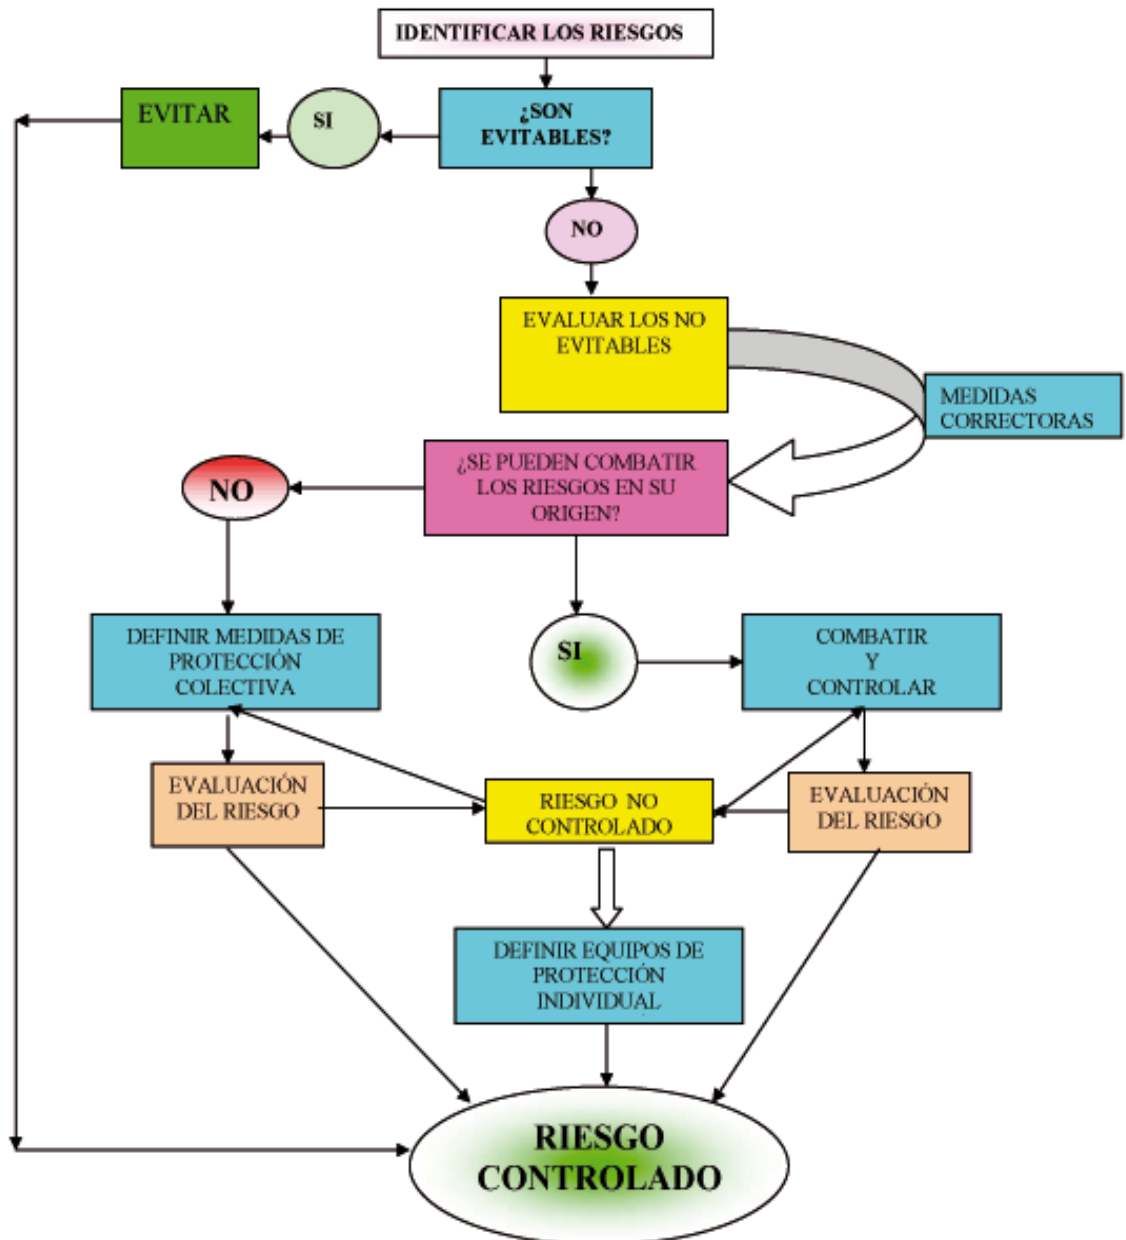 IDENTIFICAR LOS RIESGOS
¿SON
EVITABLES?
SI
EVITAR
NO
EVALUAR LOS NO
EVITABLES
MEDIDAS
CORRECTORAS
¿SE PUEDEN COMBATIR
LOS RIESGOS EN SU
ORIGEN?
NO
SI
DEFINIR MEDIDAS DE
PROTECCIÓN
COLECTIVA
COMBATIR
Y
CONTROLAR
EVALUACIÓN
DEL RIESGO
RIESGO NO
CONTROLADO
EVALUACIÓN
DEL RIESGO
DEFINIR EQUIPOS DE
PROTECCIÓN
INDIVIDUAL
RIESGO
CONTROLADO